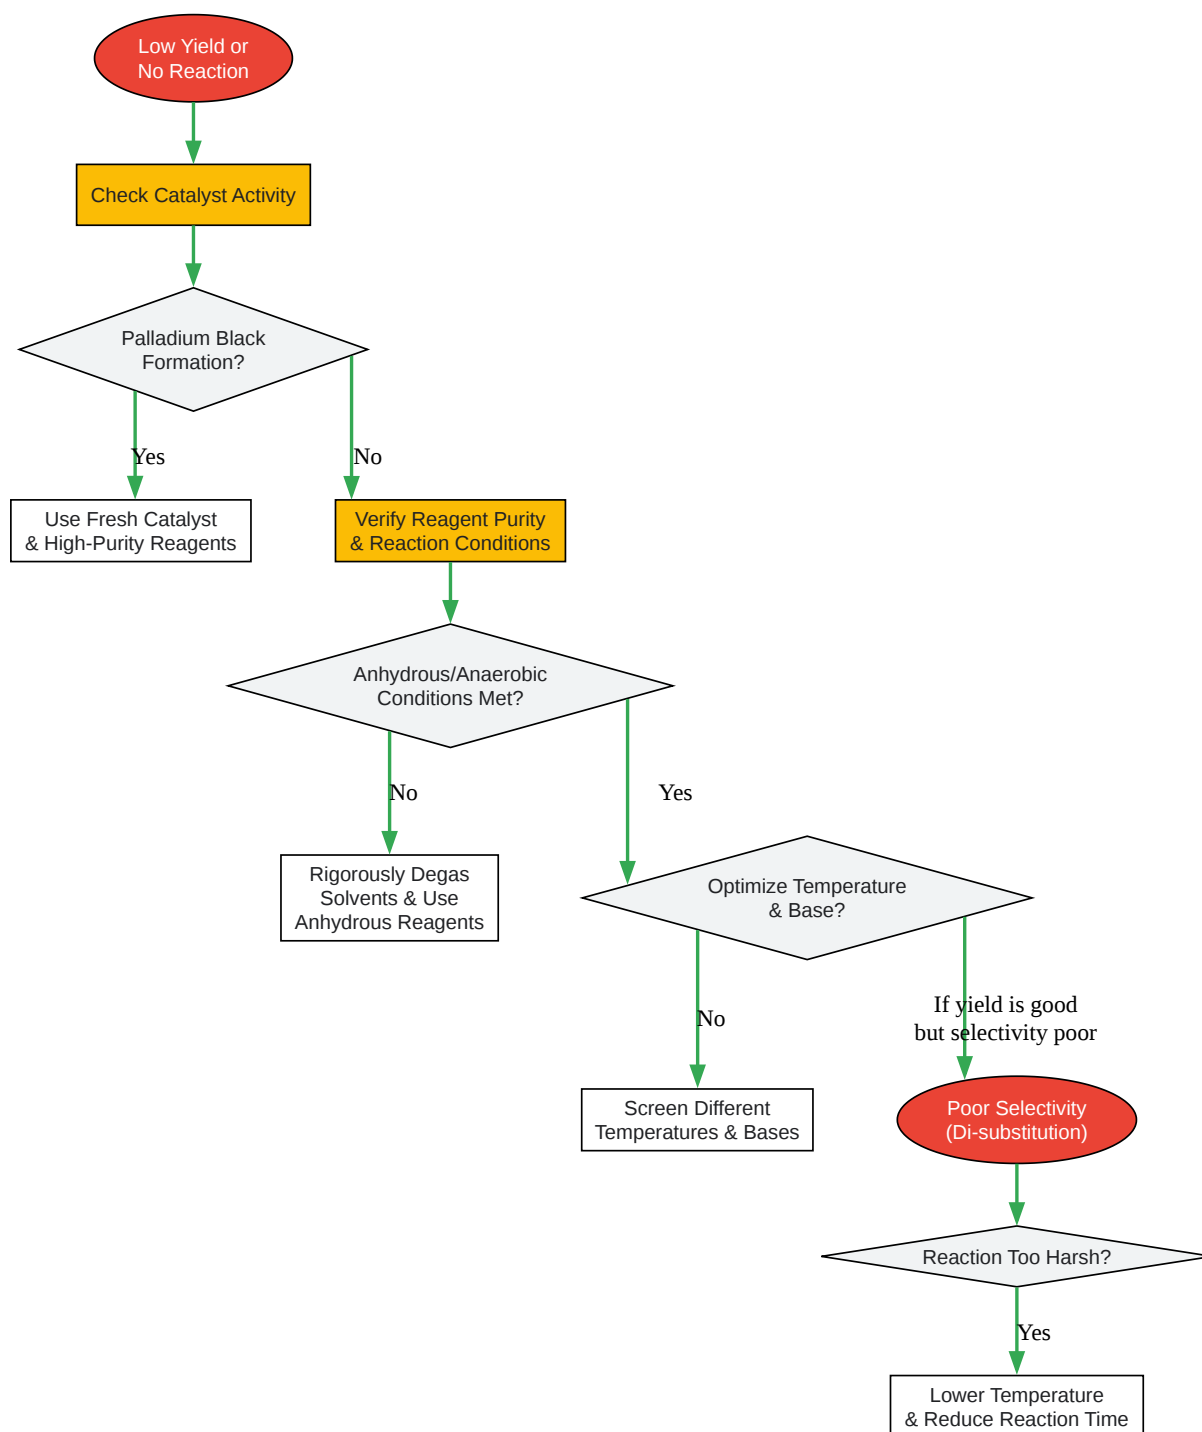 Low Yield or
No Reaction
Check Catalyst Activity
Palladium Black
Formation?
Yes
No
Use Fresh Catalyst
& High-Purity Reagents
Verify Reagent Purity
& Reaction Conditions
Anhydrous/Anaerobic
Conditions Met?
No
Yes
Rigorously Degas
Solvents & Use
Anhydrous Reagents
Optimize Temperature
& Base?
No
If yield is good
but selectivity poor
Screen Different
Temperatures & Bases
Poor Selectivity
(Di-substitution)
Reaction Too Harsh?
Yes
Lower Temperature
& Reduce Reaction Time